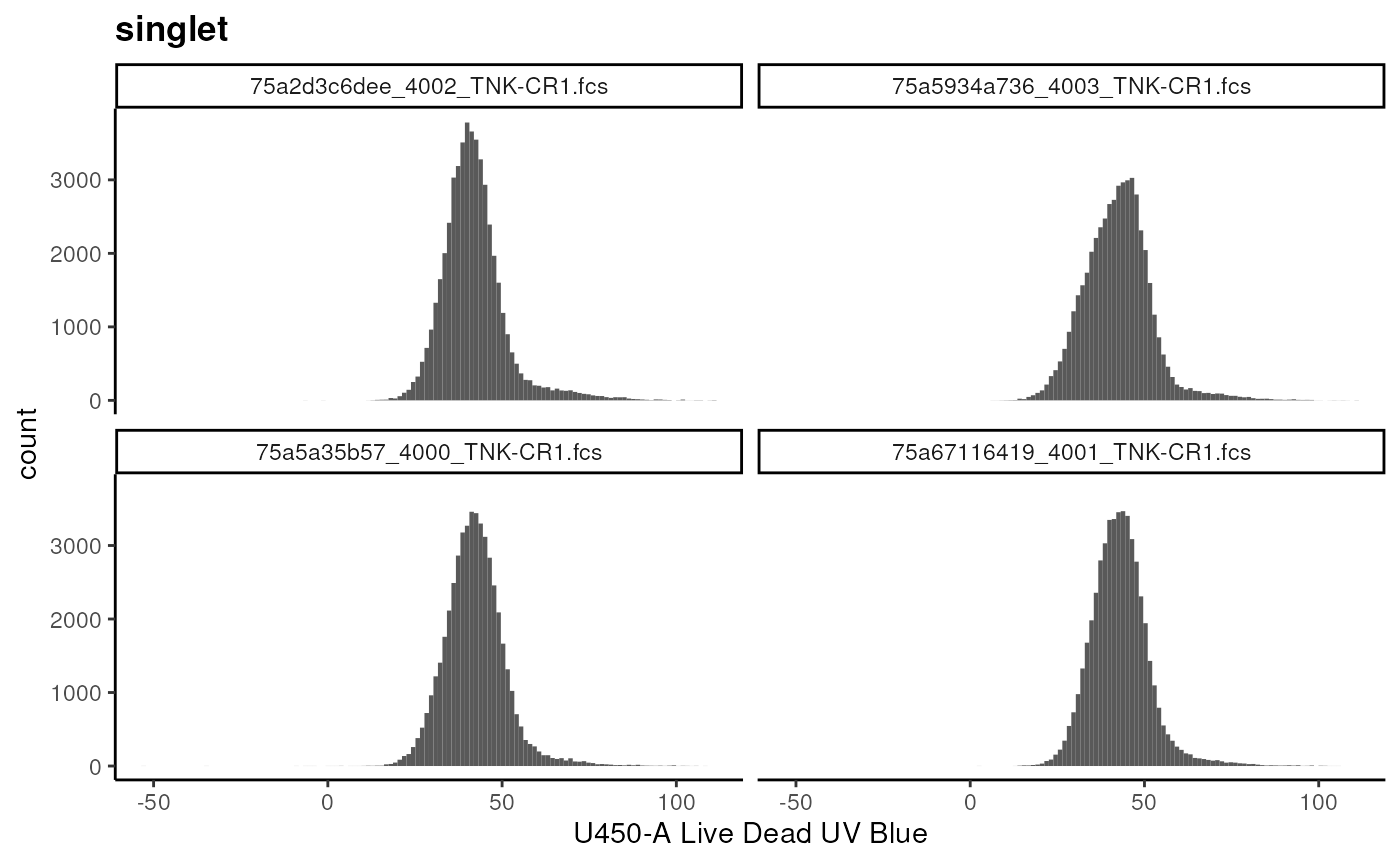 singlet
75a2d3c6dee_4002_TNK-CR1.fcs
75a5934a736_4003_TNK-CR1.fcs
3000
2000
1000
0
count
75a5a35b57_4000_TNK-CR1.fcs
75a67116419_4001_TNK-CR1.fcs
3000
2000
1000
0
-50 0 50 100
-50 0 50 100
U450-A Live Dead UV Blue